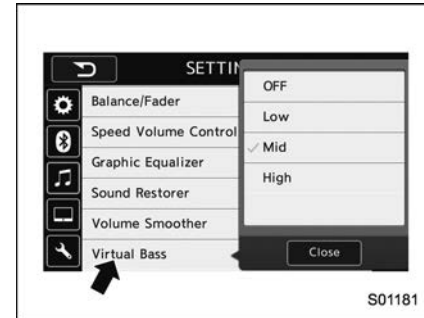 SETTIN
Balance/Fader
Speed Volume Control
Graphic Equalizer
Sound Restorer
Volume Smoother
Virtual Bass
OFF
Low
Mid
High
Close
S01181